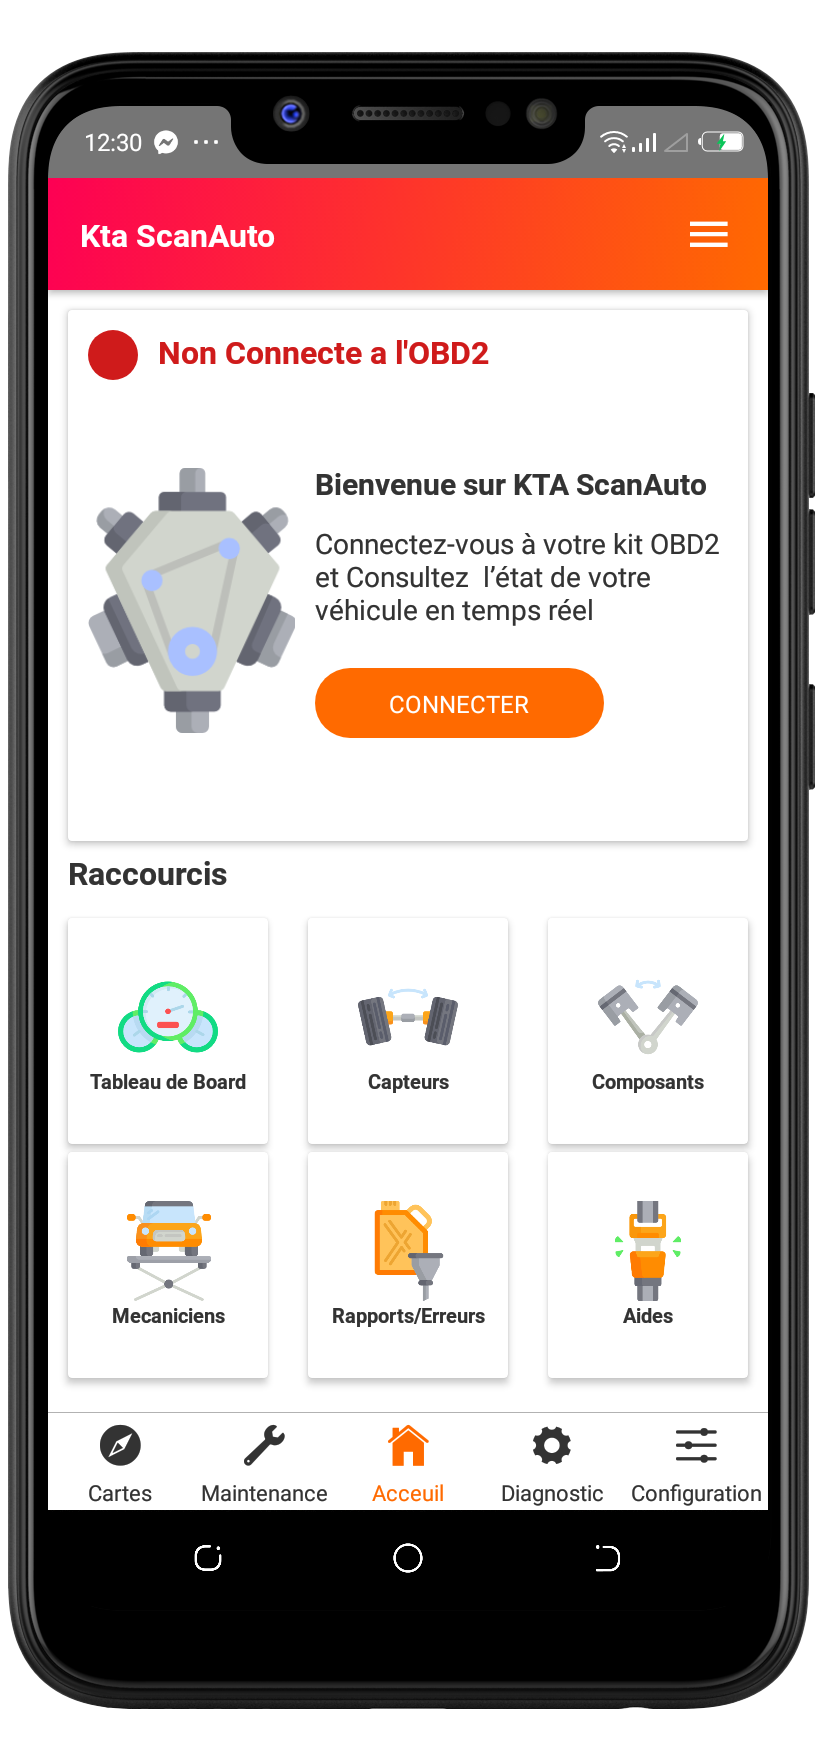 12:30
Kta ScanAuto
Non Connecte a l'OBD2
Bienvenue sur KTA ScanAuto
Connectez-vous à votre kit OBD2
et Consultez  l’état de votre
véhicule en temps réel
CONNECTER
Raccourcis
Tableau de Board
Capteurs
Composants
Mecaniciens
Rapports/Erreurs
Aides
Cartes
Maintenance
Acceuil
Diagnostic
Configuration